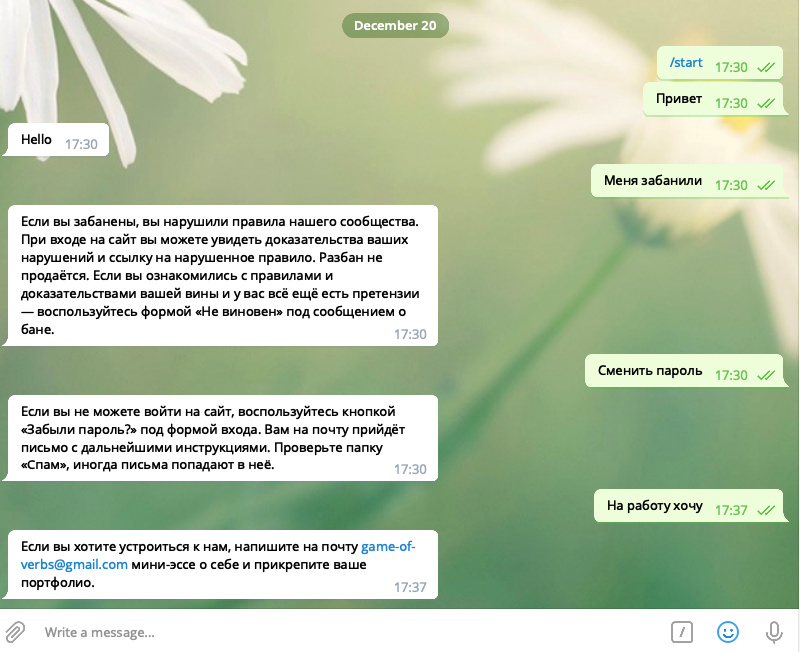 December 20
/start 17:30
Привет 17:30
Hello 17:30
Меня забанили 17:30
Если вы забанены, вы нарушили правила нашего сообщества.
При входе на сайт вы можете увидеть доказательства ваших
нарушений и ссылку на нарушенное правило. Разбан не
продаётся. Если вы ознакомились с правилами и
доказательствами вашей вины и у вас всё ещё есть претензии
— воспользуйтесь формой «Не виновен» под сообщением о
бане. 17:30
Сменить пароль 17:30
Если вы не можете войти на сайт, воспользуйтесь кнопкой
«Забыли пароль?» под формой входа. Вам на почту прийдёт
письмо с дальнейшими инструкциями. Проверьте папку
«Спам», иногда письма попадают в неё. 17:30
На работу хочу 17:37
Если вы хотите устроиться к нам, напишите на почту game-of-
verbs@gmail.com мини-эссе о себе и прикрепите ваше
портфолио. 17:37
Write a message...